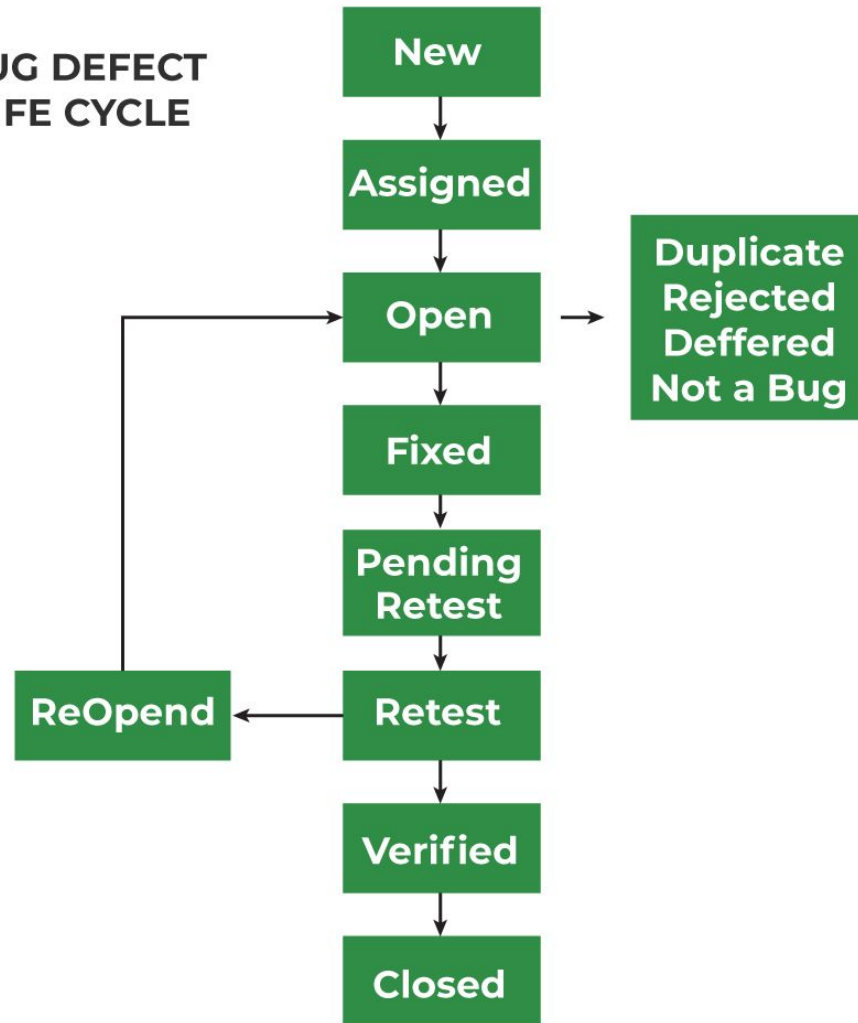 UG DEFECT
FE CYCLE
New
Assigned
Open
Duplicate
Rejected
Deffered
Not a Bug
Fixed
Pending
Retest
ReOpend
Retest
Verified
Closed